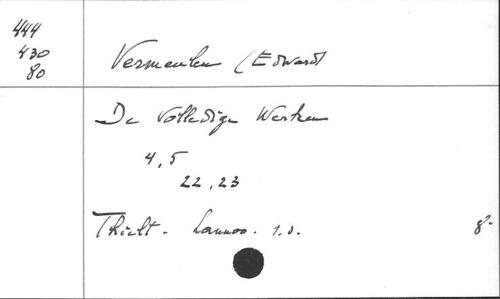 444
430
80
Vermeulen (Edward
De Volledige Werken
4, 5
22, 23
Thielt. Lannoo. s.d. 8°